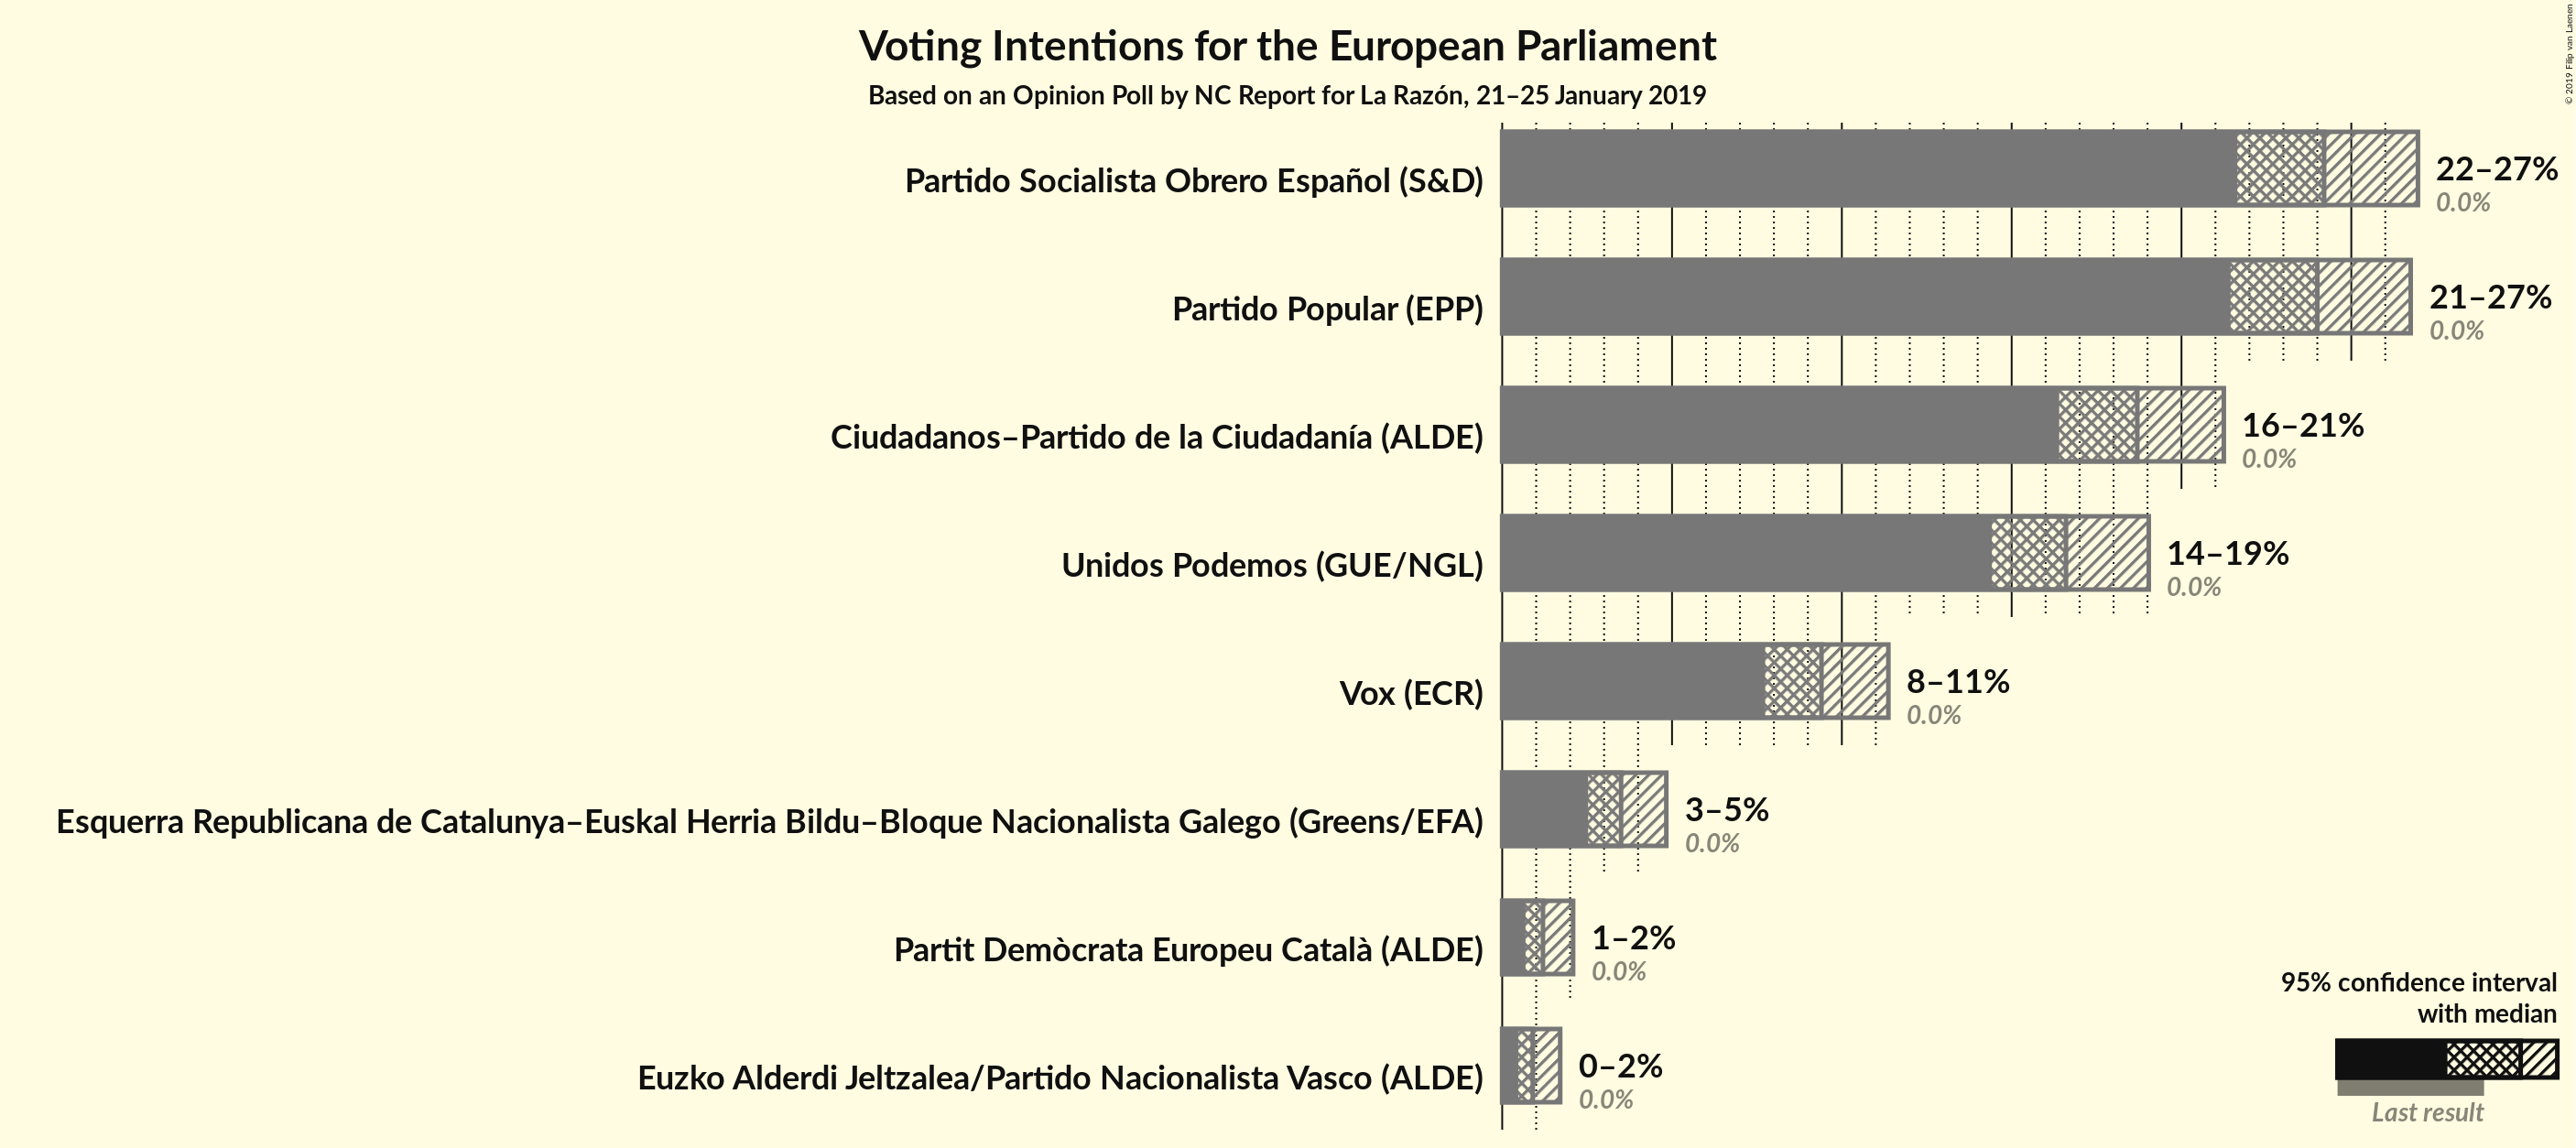 Voting Intentions for the European Parliament
Based on an Opinion Poll by NC Report for La Razón, 21–25 January 2019
© 2019 Filip van Laenen
Partido Socialista Obrero Español (S&D)
22–27%
0.0%
Partido Popular (EPP)
21–27%
0.0%
Ciudadanos–Partido de la Ciudadanía (ALDE)
16–21%
0.0%
Unidos Podemos (GUE/NGL)
14–19%
0.0%
Vox (ECR)
8–11%
0.0%
Esquerra Republicana de Catalunya–Euskal Herria Bildu–Bloque Nacionalista Galego (Greens/EFA)
3–5%
0.0%
Partit Demòcrata Europeu Català (ALDE)
1–2%
0.0%
Euzko Alderdi Jeltzalea/Partido Nacionalista Vasco (ALDE)
0–2%
0.0%
95% confidence interval
with median
Last result